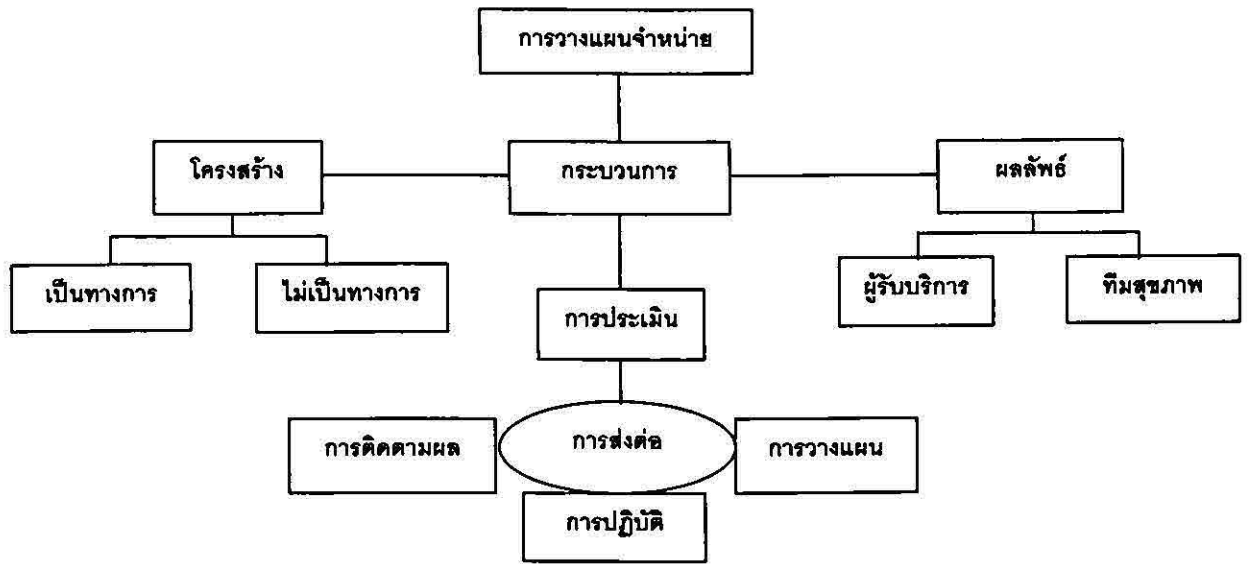 การวางแผนจำหน่าย
โครงสร้าง
กระบวนการ
ผลลัพธ์
เป็นทางการ
ไม่เป็นทางการ
ผู้รับบริการ
ทีมสุขภาพ
การประเมิน
การติดตามผล
การส่งต่อ
การวางแผน
การปฏิบัติ